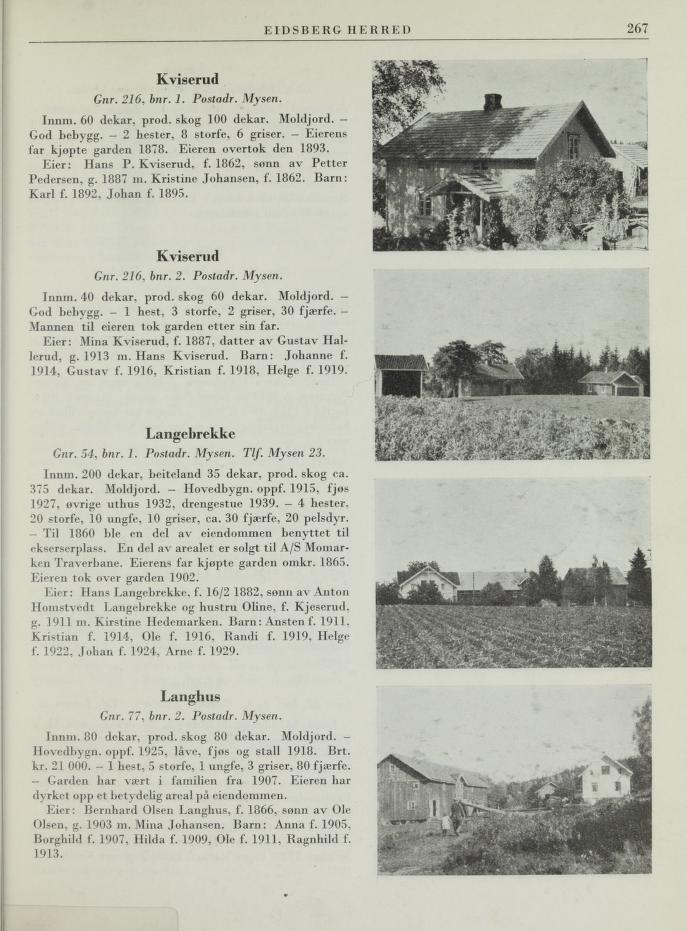 EIDSBERG HERRED
267
Kviserud
Gnr. 216, bnr. 1. Postadr. Mysen.
Innm. 60 dekar, prod. skog 100 dekar. Moldjord. –
God bebygg. – 2 hester, 8 storfe, 6 griser. – Eierens
far kjøpte garden 1878. Eieren overtok den 1893.
Eier: Hans P. Kviserud, f. 1862, sønn av Petter
Pedersen, g. 1887 m. Kristine Johansen, f. 1862. Barn:
Karl f. 1892, Johan f. 1895.
Kviserud
Gnr. 216, bnr. 2. Postadr. Mysen.
Innm. 40 dekar, prod. skog 60 dekar. Moldjord. –
God bebygg. – 1 hest, 3 storfe, 2 griser, 30 fjærfe. –
Mannen til eieren tok garden etter sin far.
Eier: Mina Kviserud, f. 1887, datter av Gustav Hal-
lerud, g. 1913 m. Hans Kviserud. Barn: Johanne f.
1914, Gustav f. 1916, Kristian f. 1918, Helge f. 1919.
Langebrekke
Gnr. 54, bnr. 1. Postadr. Mysen. Tlf. Mysen 23.
Innm. 200 dekar, beiteland 35 dekar, prod. skog ca.
375 dekar. Moldjord. – Hovedbygn. oppf. 1915, fjøs
1927, øvrige uthus 1932, drengestue 1939. – 4 hester,
20 storfe, 10 ungfe, 10 griser, ca. 30 fjærfe, 20 pelsdyr.
– Til 1860 ble en del av eiendommen benyttet til
ekserserplass. En del av arealet er solgt til A/S Momar-
ken Traverbane. Eierens far kjøpte garden omkr. 1865.
Eieren tok over garden 1902.
Eier: Hans Langebrekke, f. 16/2 1882, sønn av Anton
Homstvedt Langebrekke og hustru Oline, f. Kjeserud,
g. 1911 m. Kirstine Hedemarken. Barn: Ansten f. 1911,
Kristian f. 1914, Ole f. 1916, Randi f. 1919, Helge
f. 1922, Johan f. 1924, Arne f. 1929.
Langhus
Gnr. 77, bnr. 2. Postadr. Mysen.
Innm. 80 dekar, prod. skog 80 dekar. Moldjord. –
Hovedbygn. oppf. 1925, låve, fjøs og stall 1918. Brt.
kr. 21 000. – 1 hest, 5 storfe, 1 ungfe, 3 griser, 80 fjærfe.
– Garden har vært i familien fra 1907. Eieren har
dyrket opp et betydelig areal på eiendommen.
Eier: Bernhard Olsen Langhus, f. 1866, sønn av Ole
Olsen, g. 1903 m. Mina Johansen. Barn: Anna f. 1905,
Borghild f. 1907, Hilda f. 1909, Ole f. 1911, Ragnhild f.
1913.